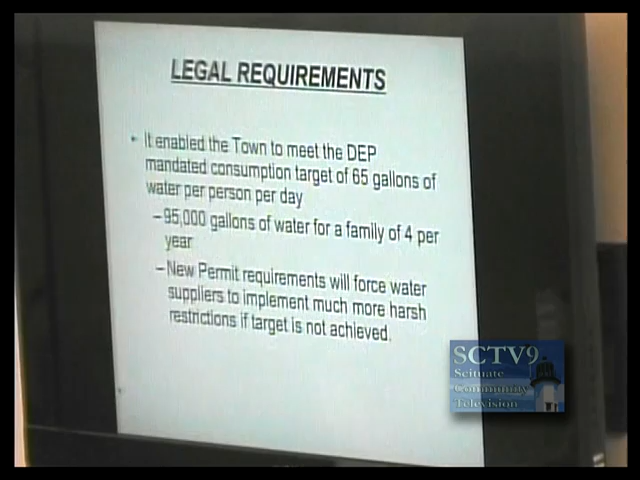 LEGAL REQUIREMENTS
• It enabled the Town to meet the DEP
mandated consumption target of 65 gallons of
water per person per day
– 95,000 gallons of water for a family of 4 per
year
– New Permit requirements will force water
suppliers to implement much more harsh
restrictions if target is not achieved.
SCTV9
Scituate
Community
Television